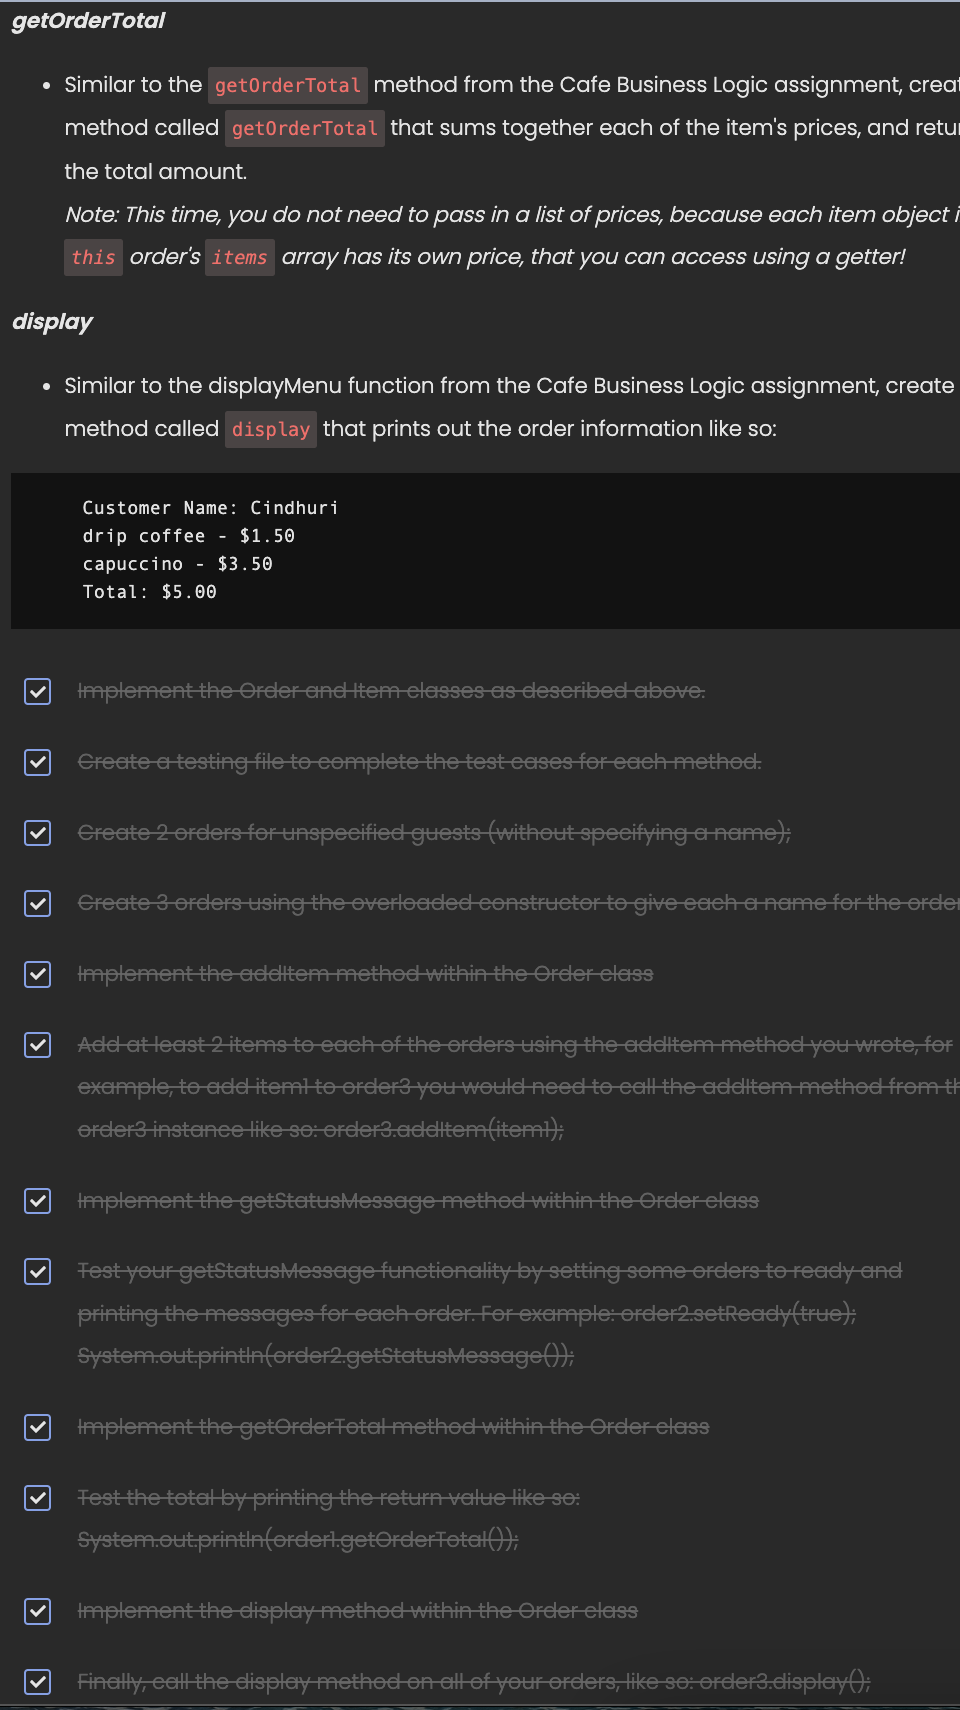 getOrderTotal
• Similar to the getOrderTotal method from the Cafe Business Logic assignment, creat
method called getOrderTotal that sums together each of the item's prices, and retur
the total amount.
Note: This time, you do not need to pass in a list of prices, because each item object i
this order's items array has its own price, that you can access using a getter!
display
• Similar to the displayMenu function from the Cafe Business Logic assignment, create
method called display that prints out the order information like so:
Customer Name: Cindhuri
drip coffee - $1.50
capuccino - $3.50
Total: $5.00
Implement the Order and Item classes as described above.
Create a testing file to complete the test cases for each method.
Create 2 orders for unspecified guests (without specifying a name);
Create 3 orders using the overloaded constructor to give each a name for the order
Implement the addItem method within the Order class
Add at least 2 items to each of the orders using the addItem method you wrote, for
example, to add item1 to order3 you would need to call the addItem method from th
order3 instance like so: order3.addItem(item1);
Implement the getStatusMessage method within the Order class
Test your getStatusMessage functionality by setting some orders to ready and
printing the messages for each order. For example: order2.setReady(true);
System.out.println(order2.getStatusMessage());
Implement the getOrderTotal method within the Order class
Test the total by printing the return value like so:
System.out.println(order1.getOrderTotal());
Implement the display method within the Order class
Finally, call the display method on all of your orders, like so: order3.display();